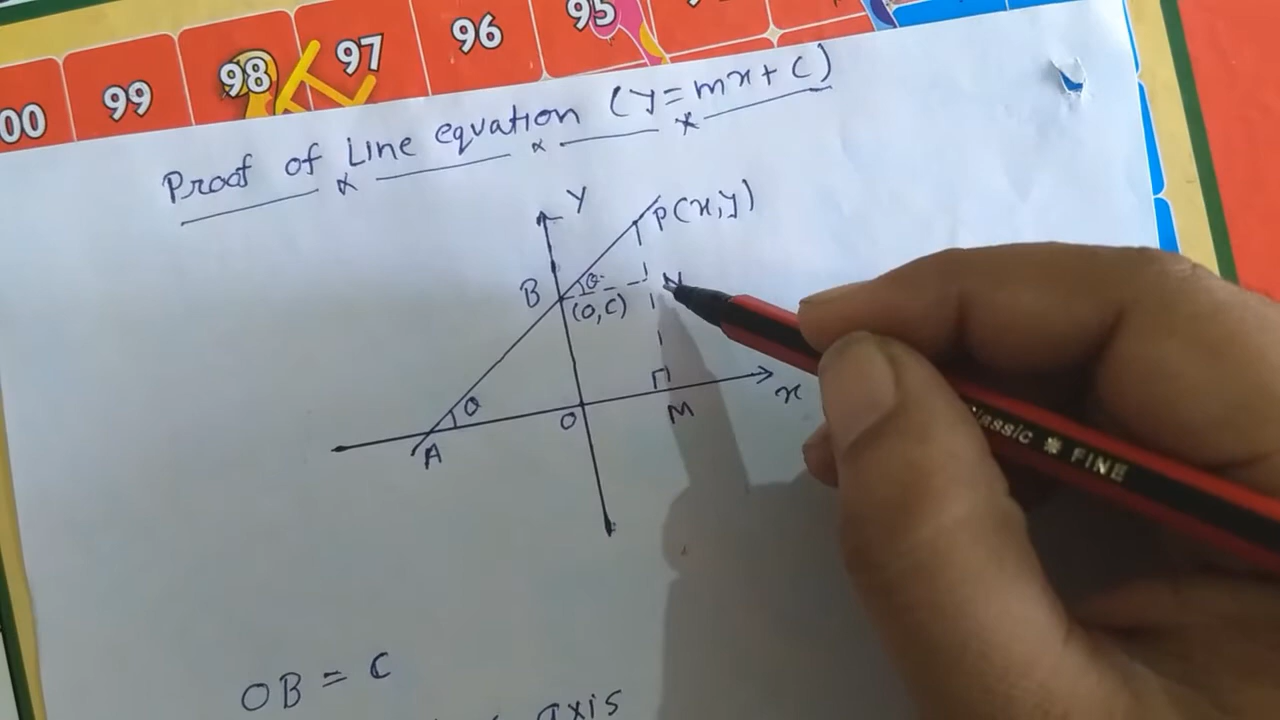 00 99 98 97 96 95
Proof of Line equation (y=mx+c)
Y
P(x,y)
B θ N
(0,C)
θ O M x
A
OB = C
axis
Classic * FINE